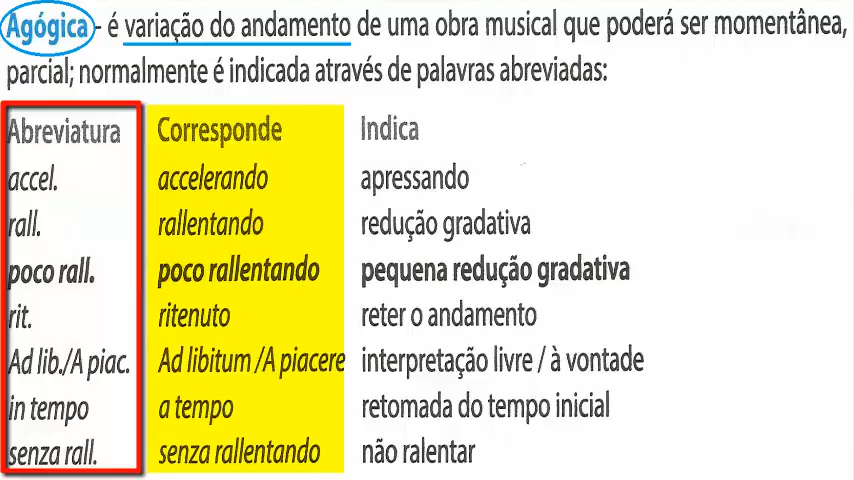 Agógica - é variação do andamento de uma obra musical que poderá ser momentânea,
parcial; normalmente é indicada através de palavras abreviadas:
Abreviatura Corresponde Indica
accel. accelerando apressando
rall. rallentando redução gradativa
poco rall. poco rallentando pequena redução gradativa
rit. ritenuto reter o andamento
Ad lib./A piac. Ad libitum /A piacere interpretação livre / à vontade
in tempo a tempo retomada do tempo inicial
senza rall. senza rallentando não ralentar